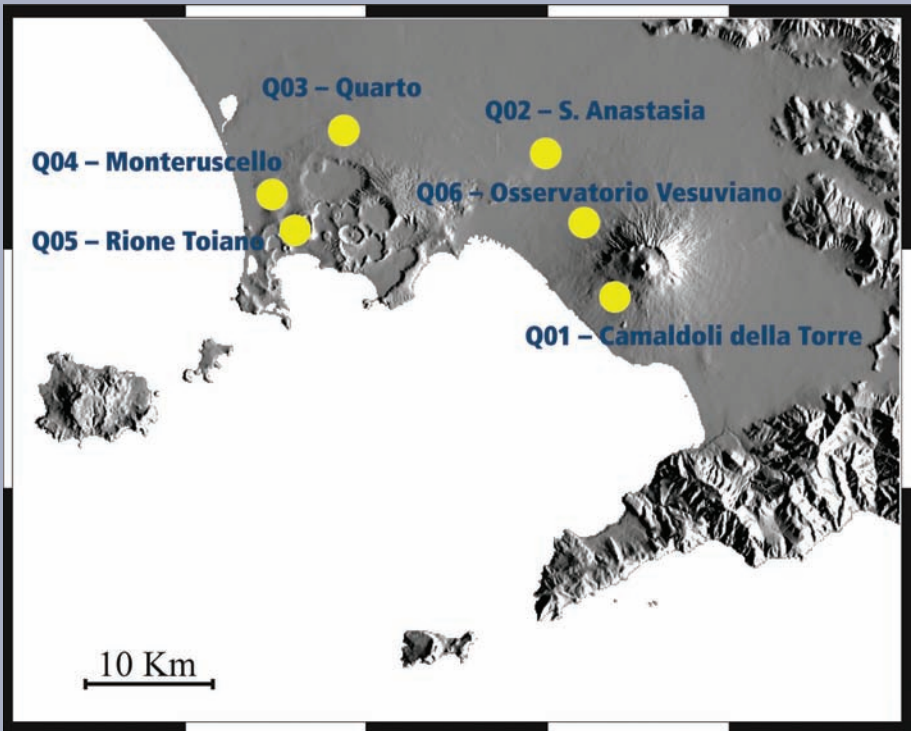 Q03 – Quarto
Q02 – S. Anastasia
Q04 – Monteruscello
Q06 – Osservatorio Vesuviano
Q05 – Rione Toiano
Q01 – Camaldoli della Torre
10 Km